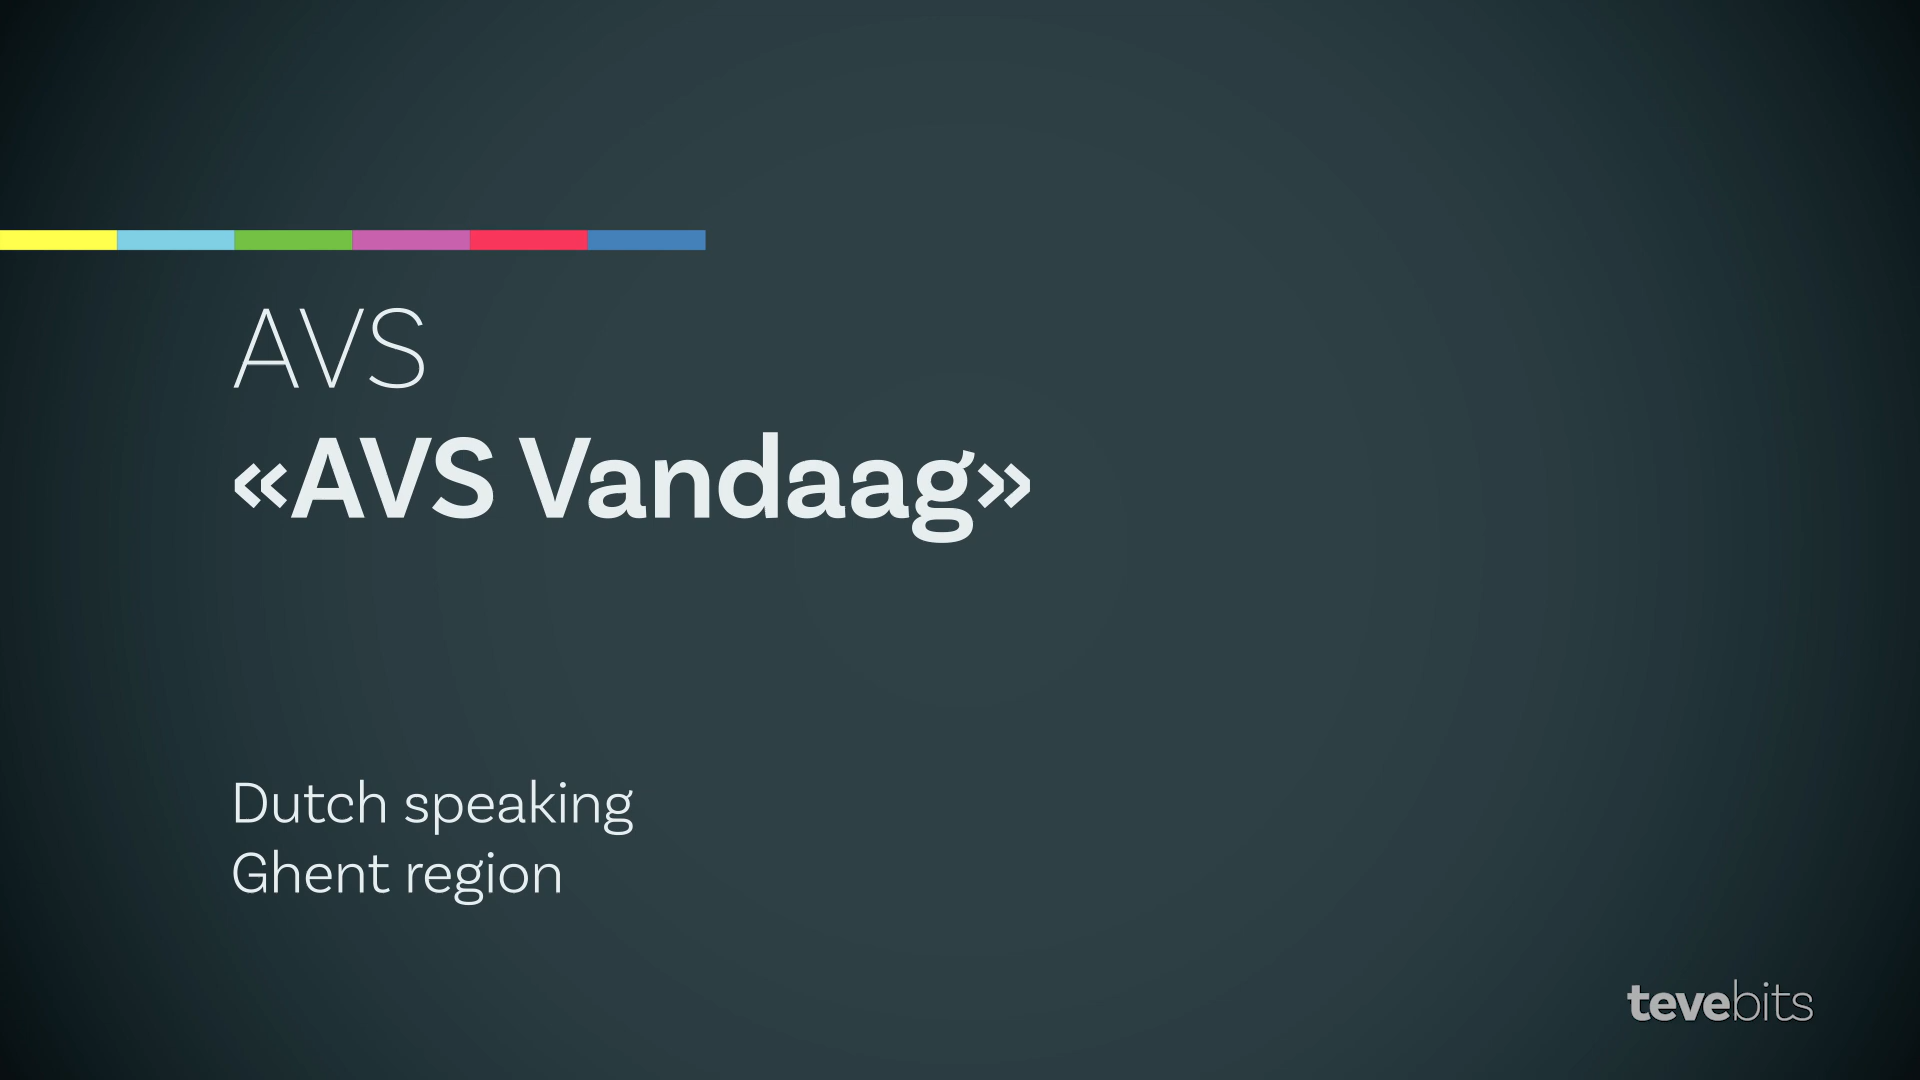 AVS
«AVS Vandaag»
Dutch speaking
Ghent region
tevebits